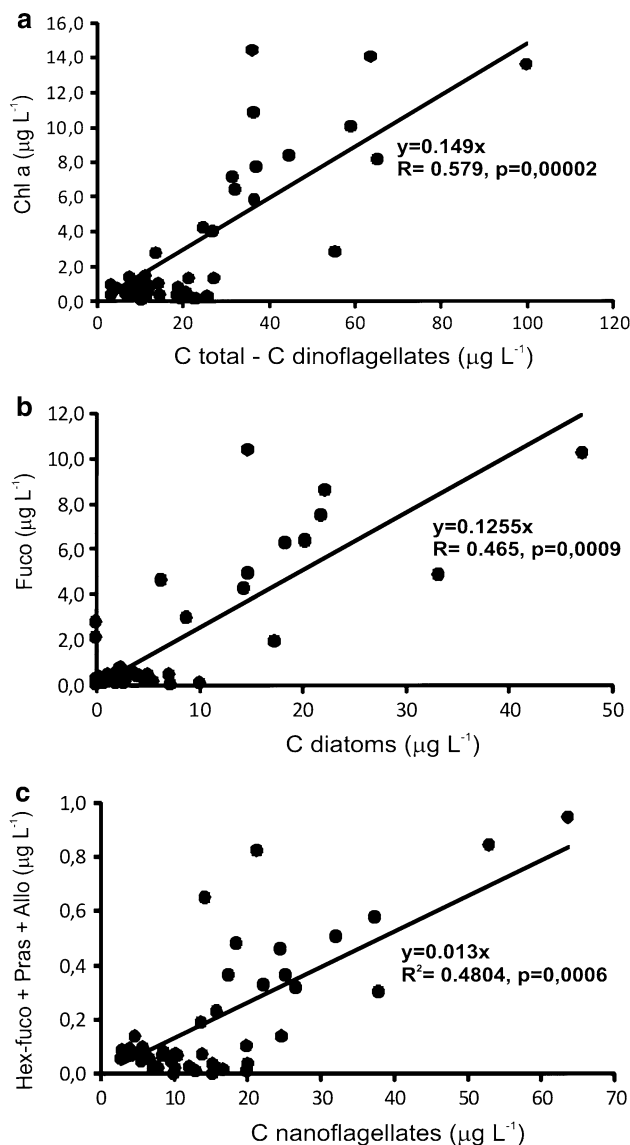 a
16,0
14,0
12,0
10,0
8,0
6,0
4,0
2,0
0,0
Chl a (μg L-1)
y=0.149x
R= 0.579, p=0,00002
0 20 40 60 80 100 120
C total - C dinoflagellates (μg L-1)
b
12,0
10,0
8,0
6,0
4,0
2,0
0,0
Fuco (μg L-1)
y=0.1255x
R= 0.465, p=0,0009
0 10 20 30 40 50
C diatoms (μg L-1)
c
1,0
0,8
0,6
0,4
0,2
0,0
Hex-fuco + Pras + Allo (μg L-1)
y=0.013x
R²= 0.4804, p=0,0006
0 10 20 30 40 50 60 70
C nanoflagellates (μg L-1)